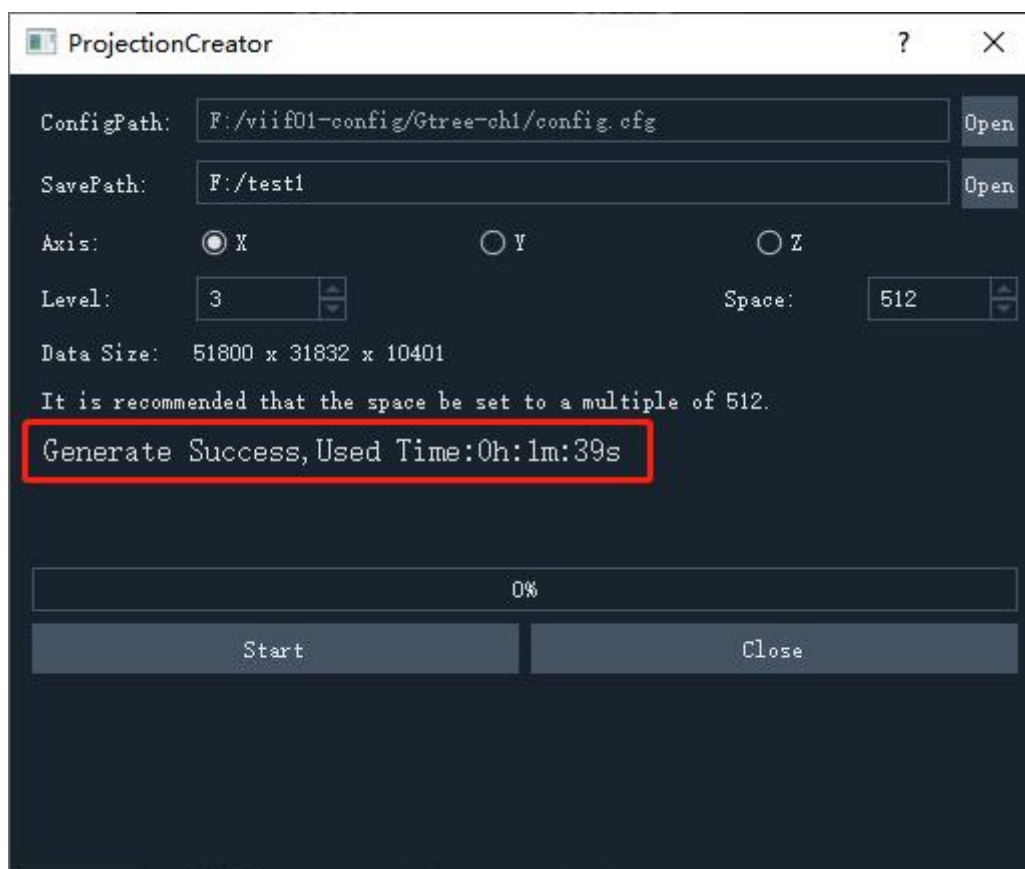 ProjectionCreator ? ×
ConfigPath: F:/viif01-config/Gtree-ch1/config.cfg Open
SavePath: F:/test1 Open
Axis: X Y Z
Level: 3 Space: 512
Data Size: 51800 x 31832 x 10401
It is recommended that the space be set to a multiple of 512.
Generate Success,Used Time:0h:1m:39s
0%
Start Close